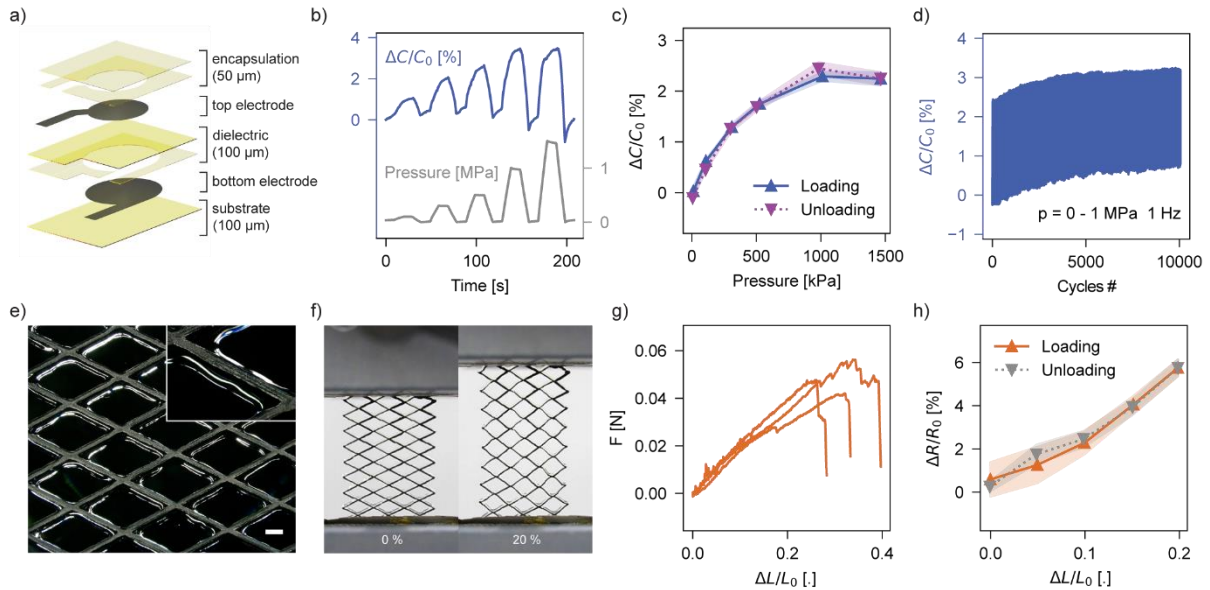 a)
encapsulation
(50 μm)
top electrode
dielectric
(100 μm)
bottom electrode
substrate
(100 μm)
b)
4
2
0
ΔC/C₀ [%]
Pressure [MPa]
1
0
0
100
200
Time [s]
c)
3
2
1
0
ΔC/C₀ [%]
Loading
Unloading
0
500
1000
1500
Pressure [kPa]
d)
4
3
2
1
0
−1
ΔC/C₀ [%]
p = 0 - 1 MPa 1 Hz
0
5000
10000
Cycles #
e)
f)
0 %
20 %
g)
0.06
0.04
0.02
0.00
F [N]
0.0
0.2
0.4
ΔL/L₀ [.]
h)
6
4
2
0
ΔR/R₀ [%]
Loading
Unloading
0.0
0.1
0.2
ΔL/L₀ [.]